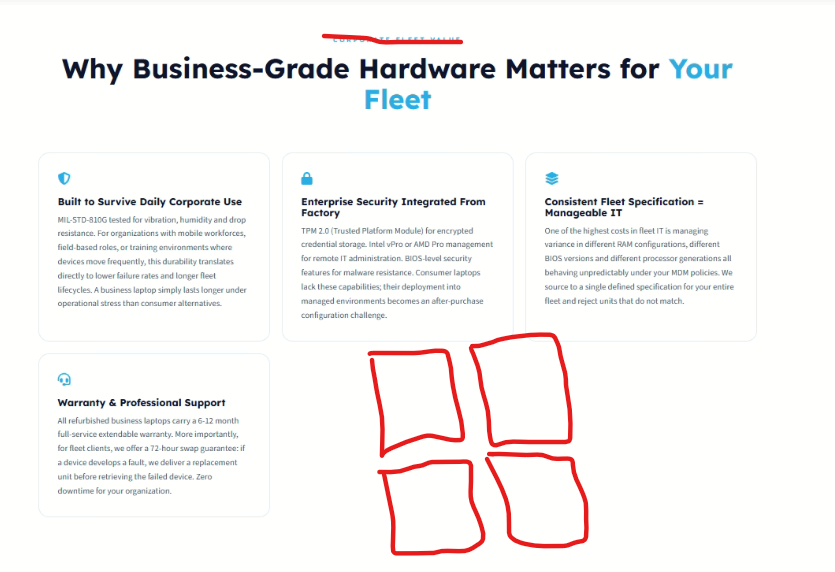 CORPORATE FLEET VALUE
Why Business-Grade Hardware Matters for Your
Fleet
Built to Survive Daily Corporate Use
MIL-STD-810G tested for vibration, humidity and drop
resistance. For organizations with mobile workforces,
field-based roles, or training environments where
devices move frequently, this durability translates
directly to lower failure rates and longer fleet
lifecycles. A business laptop simply lasts longer under
operational stress than consumer alternatives.
Enterprise Security Integrated From
Factory
TPM 2.0 (Trusted Platform Module) for encrypted
credential storage. Intel vPro or AMD Pro management
for remote IT administration. BIOS-level security
features for malware resistance. Consumer laptops
lack these capabilities; their deployment into
managed environments becomes an after-purchase
configuration challenge.
Consistent Fleet Specification =
Manageable IT
One of the highest costs in fleet IT is managing
variance in different RAM configurations, different
BIOS versions and different processor generations all
behaving unpredictably under your MDM policies. We
source to a single defined specification for your entire
fleet and reject units that do not match.
Warranty & Professional Support
All refurbished business laptops carry a 6-12 month
full-service extendable warranty. More importantly,
for fleet clients, we offer a 72-hour swap guarantee: if
a device develops a fault, we deliver a replacement
unit before retrieving the failed device. Zero
downtime for your organization.